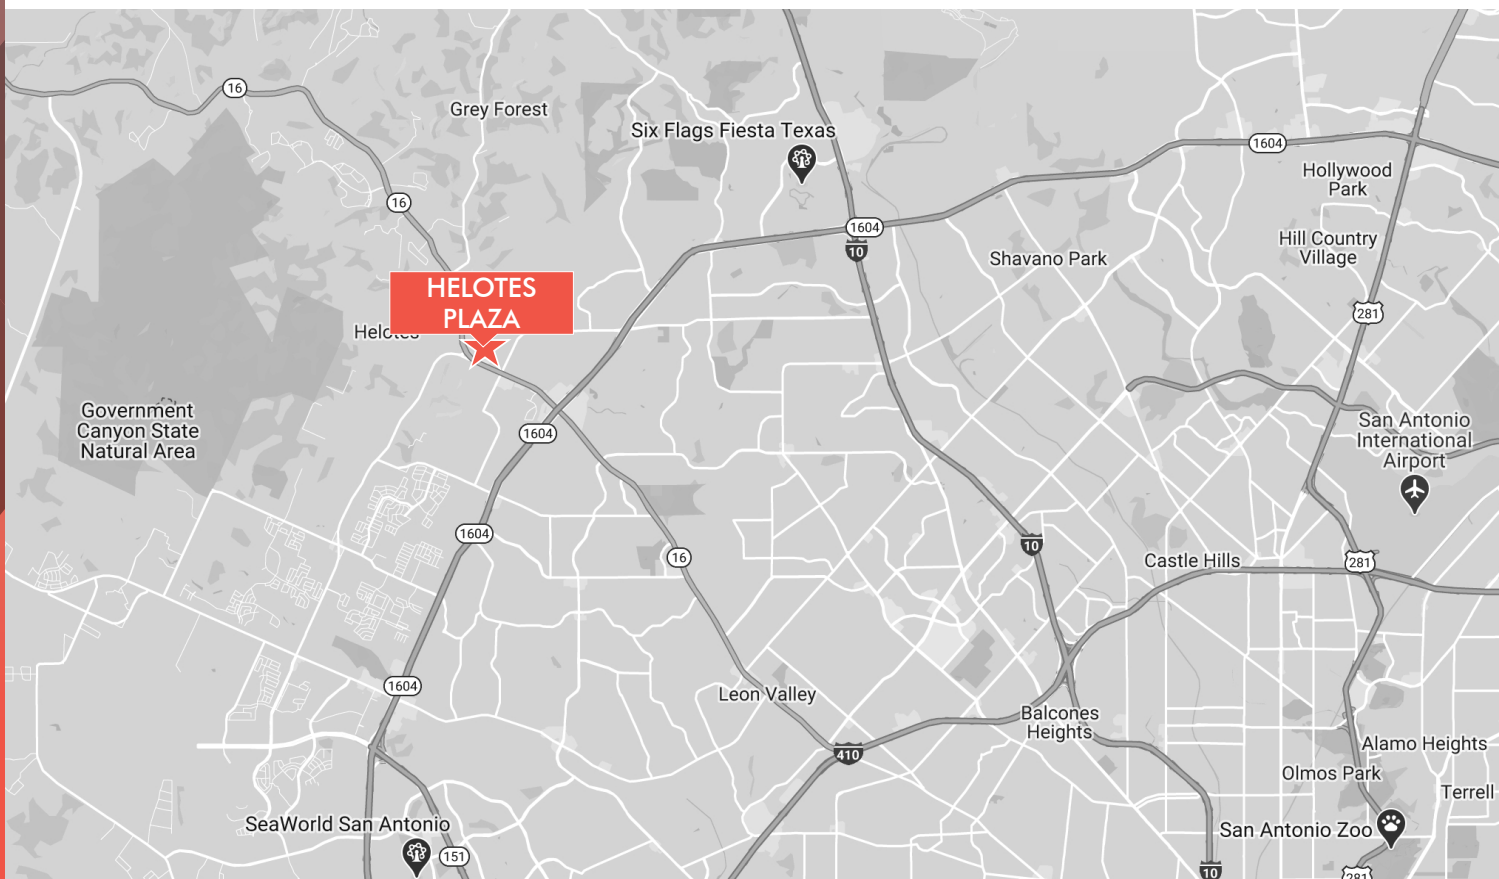 16
Grey Forest
Six Flags Fiesta Texas
1604
Hollywood
Park
16
1604
10
Hill Country
Village
Shavano Park
HELOTES
PLAZA
281
Helotes
Government
Canyon State
Natural Area
1604
San Antonio
International
Airport
1604
16
10
Castle Hills
281
1604
Leon Valley
Balcones
Heights
410
Alamo Heights
Olmos Park
Terrell
SeaWorld San Antonio
151
San Antonio Zoo
10
281